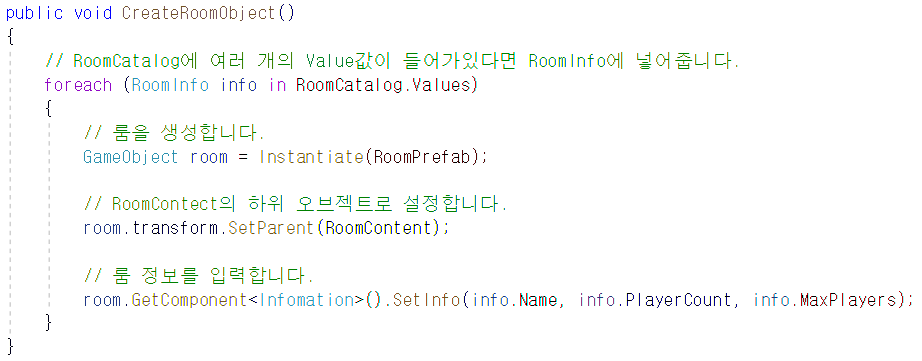 public void CreateRoomObject()
{
// RoomCatalog에 여러 개의 Value값이 들어가있다면 RoomInfo에 넣어줍니다.
foreach (RoomInfo info in RoomCatalog.Values)
{
// 룸을 생성합니다.
GameObject room = Instantiate(RoomPrefab);
// RoomContect의 하위 오브젝트로 설정합니다.
room.transform.SetParent(RoomContent);
// 룸 정보를 입력합니다.
room.GetComponent<Infomation>().SetInfo(info.Name, info.PlayerCount, info.MaxPlayers);
}
}